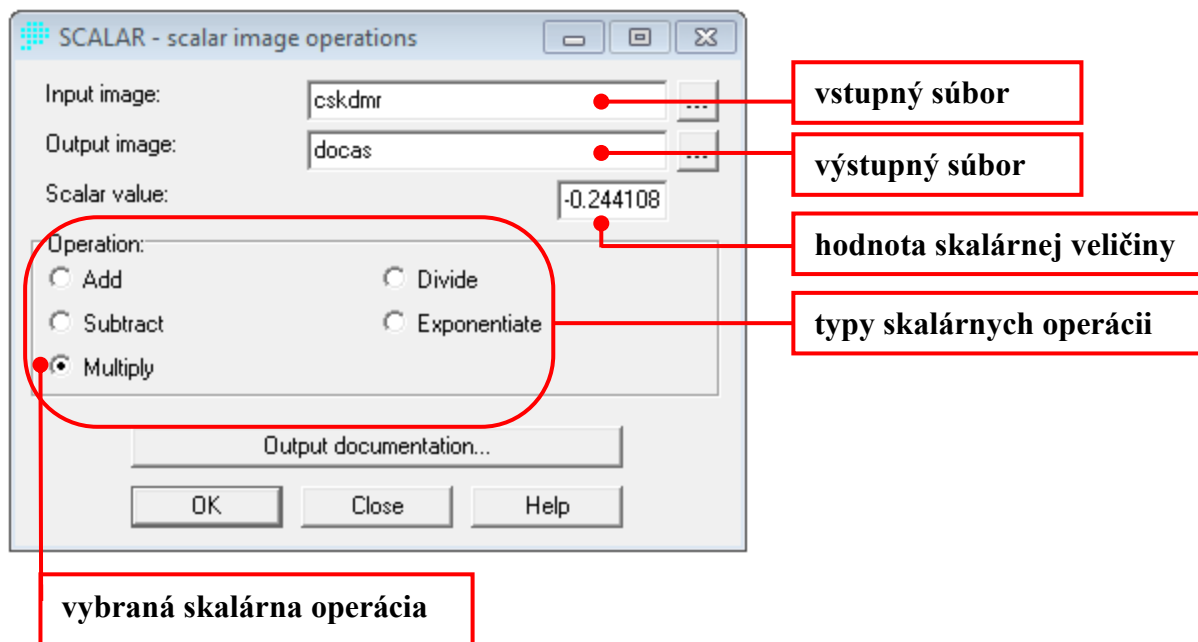 SCALAR - scalar image operations
Input image:
cskdmr
...
vstupný súbor
Output image:
docas
...
výstupný súbor
Scalar value:
-0.244108
hodnota skalárnej veličiny
Operation:
Add
Divide
Subtract
Exponentiate
typy skalárnych operácii
Multiply
Output documentation...
OK
Close
Help
vybraná skalárna operácia